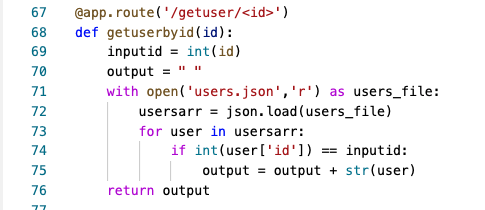 67 @app.route('/getuser/<id>')
68 def getuserbyid(id):
69     inputid = int(id)
70     output = " "
71     with open('users.json','r') as users_file:
72         usersarr = json.load(users_file)
73         for user in usersarr:
74             if int(user['id']) == inputid:
75                 output = output + str(user)
76     return output
77